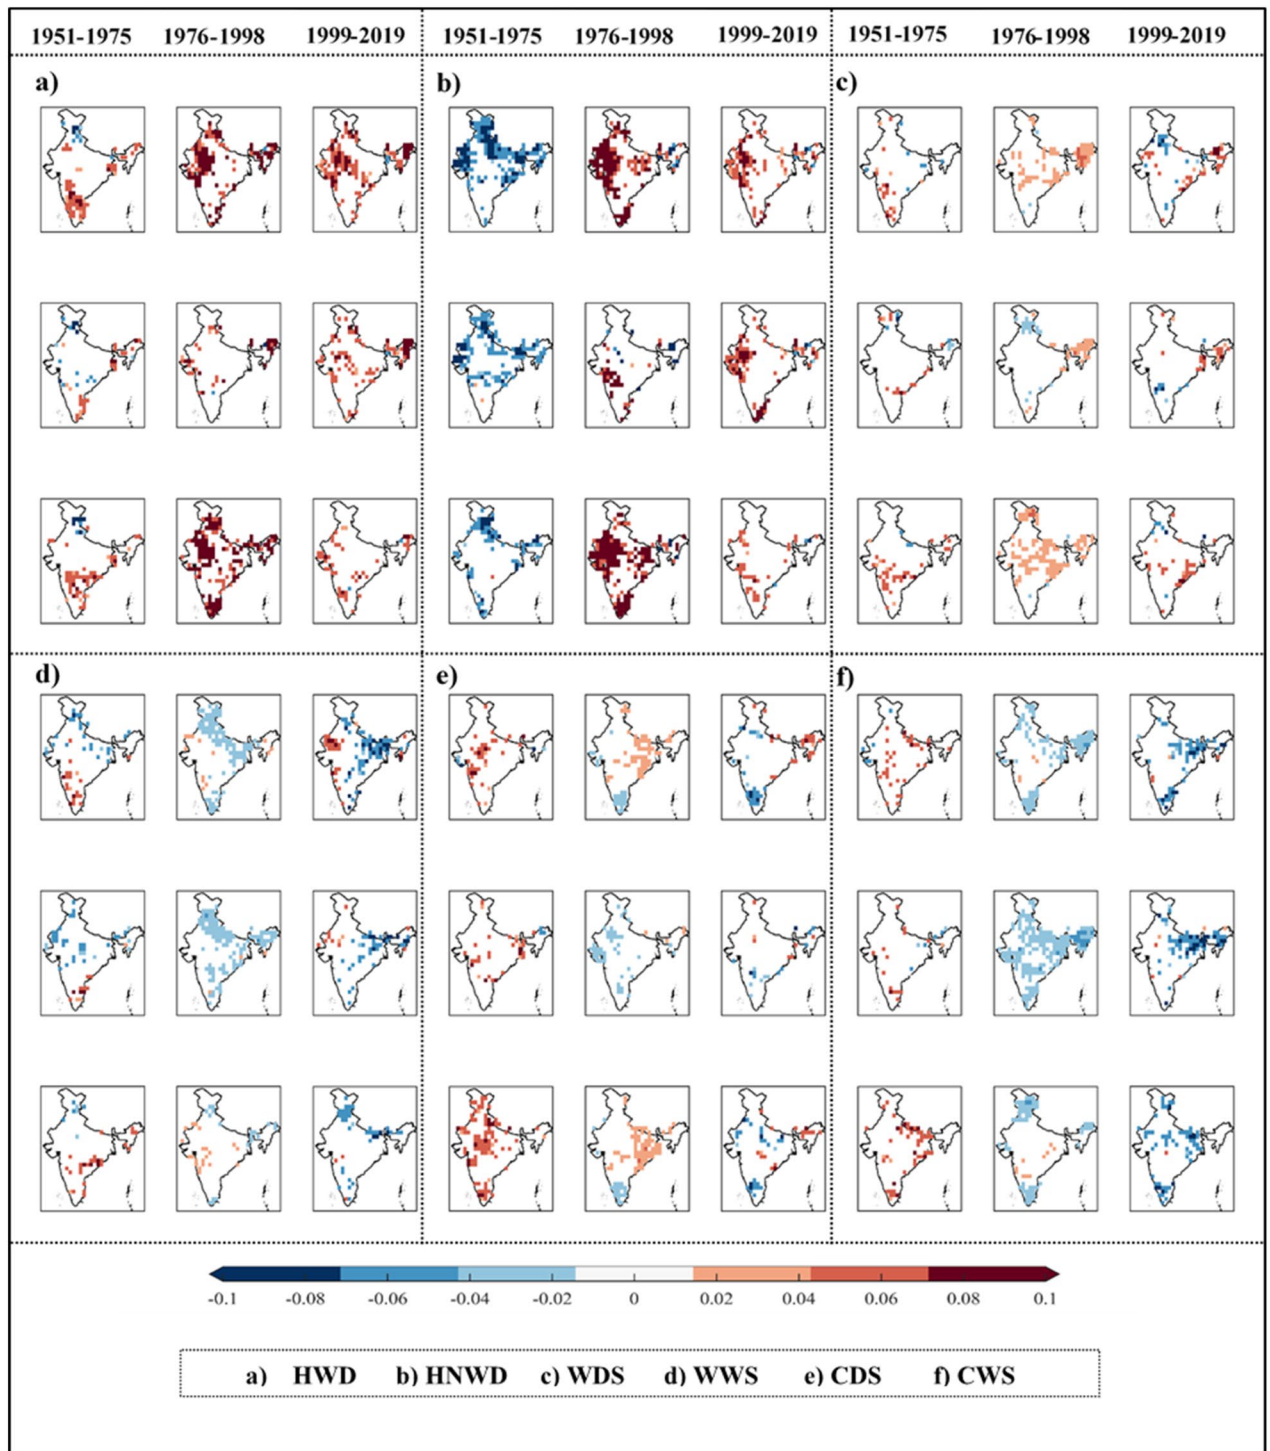 1951-1975 1976-1998 1999-2019 1951-1975 1976-1998 1999-2019 1951-1975 1976-1998 1999-2019
a) b) c)
d) e) f)
-0.1 -0.08 -0.06 -0.04 -0.02 0 0.02 0.04 0.06 0.08 0.1
a) HWD b) HNWD c) WDS d) WWS e) CDS f) CWS